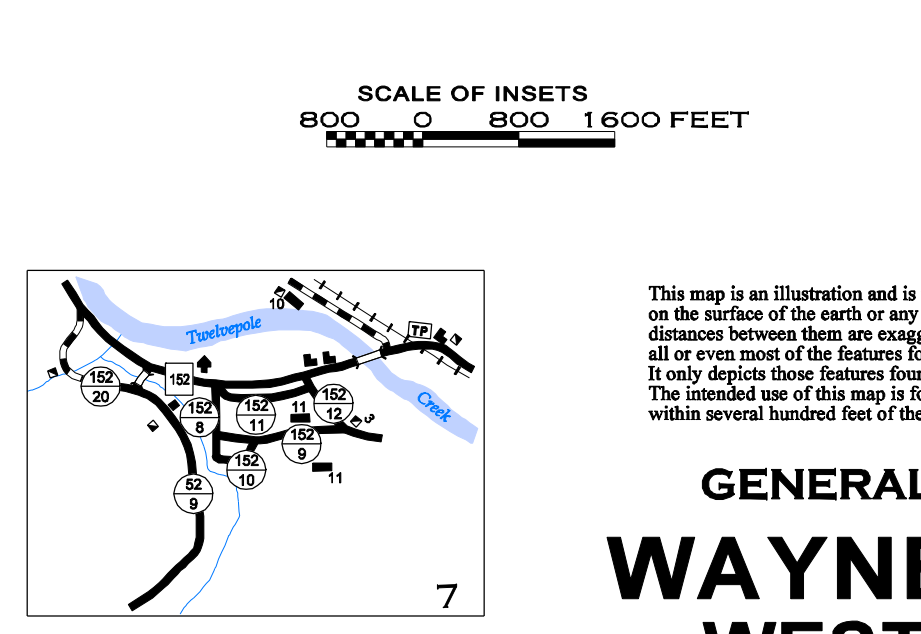 SCALE OF INSETS
800 0 800 1600 FEET
10
TP
Twelvepole
152
152
20
152
8
152
11
11
152
12
3
Creek
152
9
152
10
11
52
9
7
This map is an illustration and is
on the surface of the earth or any
distances between them are exagg
all or even most of the features fo
It only depicts those features foun
The intended use of this map is fo
within several hundred feet of the
GENERAL
WAYNE
WEST